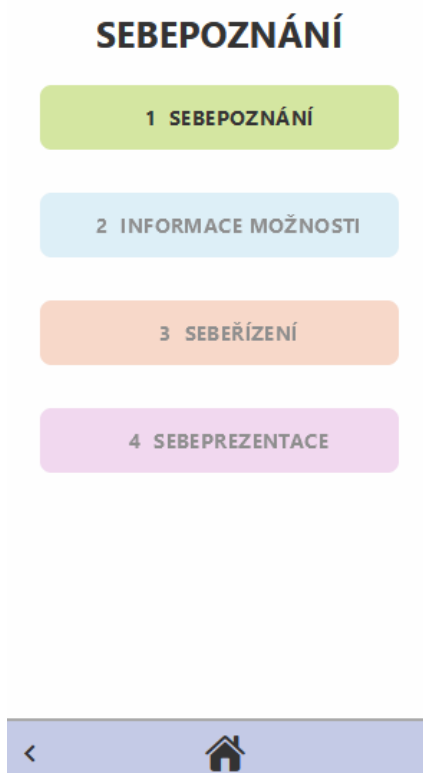 SEBEPOZNÁNÍ
1 SEBEPOZNÁNÍ
2 INFORMACE MOŽNOSTI
3 SEBEŘÍZENÍ
4 SEBEPREZENTACE